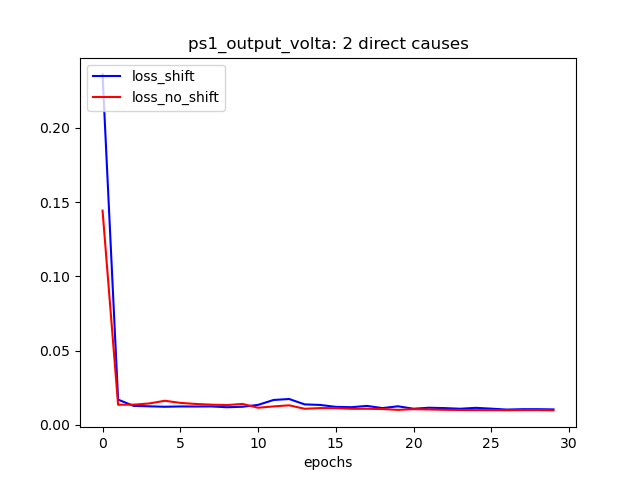 ps1_output_volta: 2 direct causes
loss_shift
loss_no_shift
0.20
0.15
0.10
0.05
0.00
0 5 10 15 20 25 30
epochs